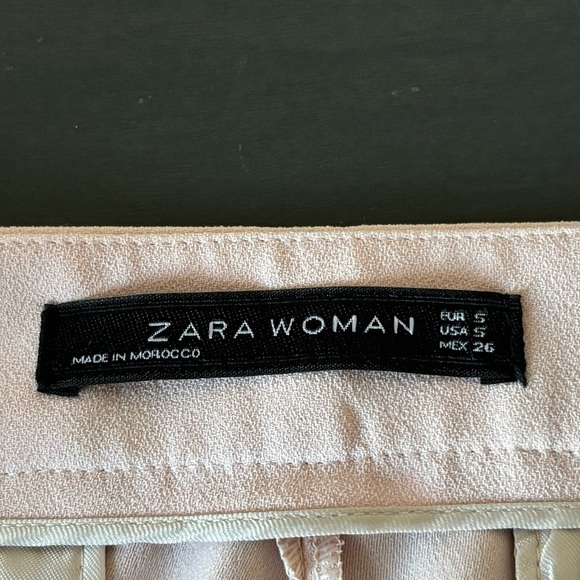 ZARA WOMAN
MADE IN MOROCCO
EUR S
USA S
MEX 26